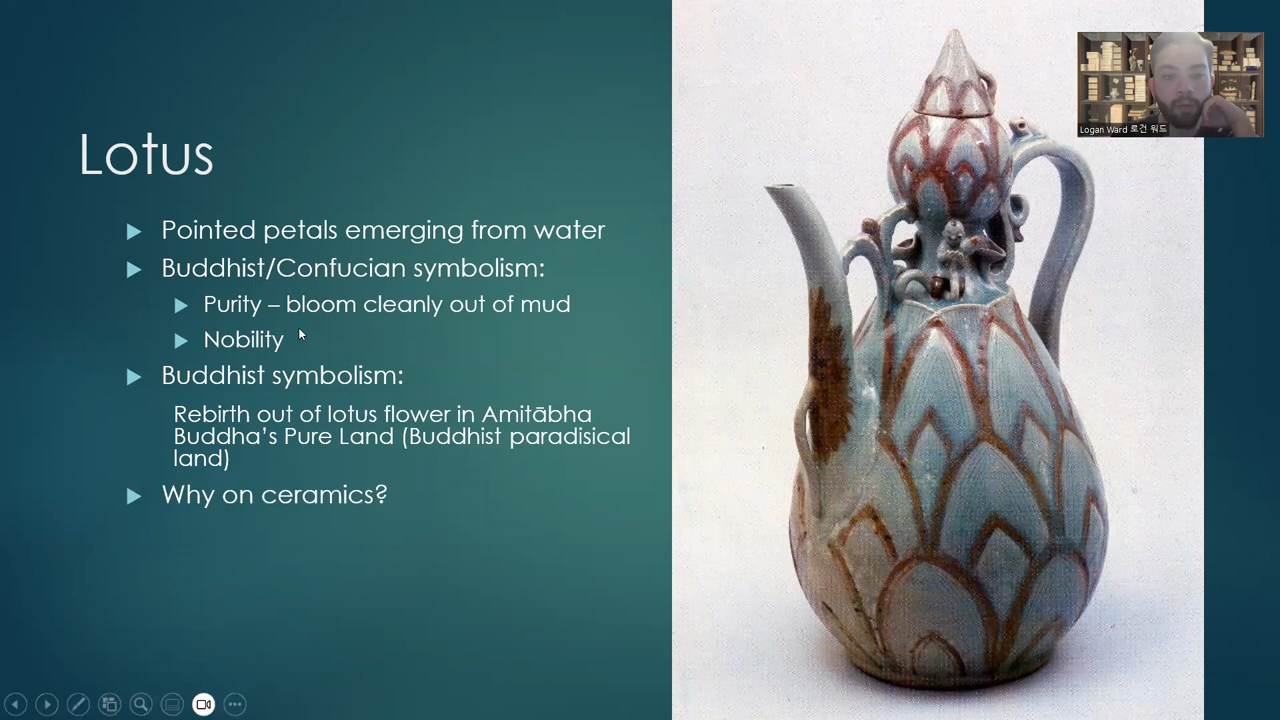 Lotus
Pointed petals emerging from water
Buddhist/Confucian symbolism:
Purity – bloom cleanly out of mud
Nobility
Buddhist symbolism:
Rebirth out of lotus flower in Amitābha
Buddha's Pure Land (Buddhist paradisical
land)
Why on ceramics?
Logan Ward 로건 워드